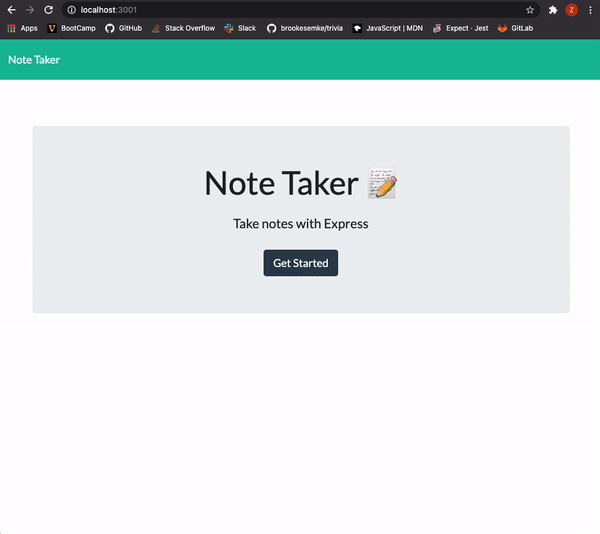 localhost:3001
Z
Apps BootCamp GitHub Stack Overflow Slack brookesemke/trivia JavaScript | MDN Expect · Jest GitLab
Note Taker
Note Taker
Take notes with Express
Get Started